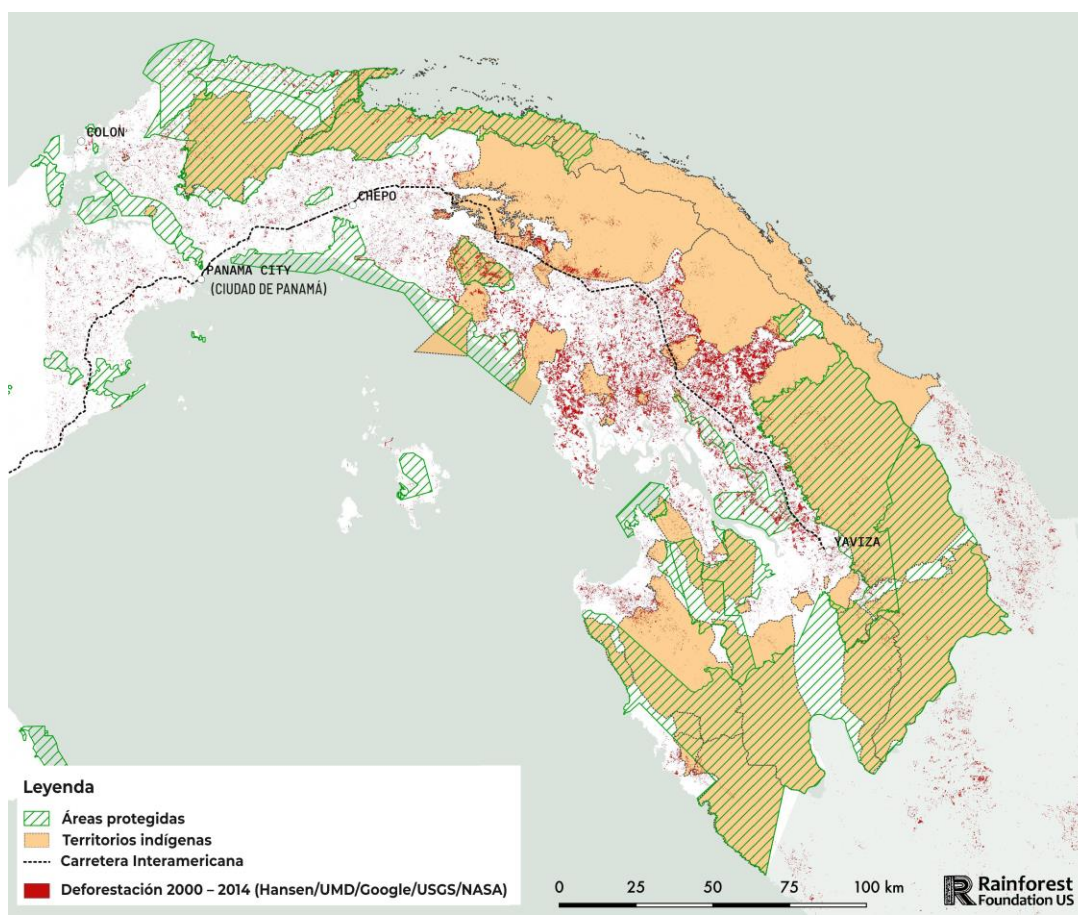 COLON
CHEPO
PANAMA CITY
(CIUDAD DE PANAMÁ)
YAVIZA
Leyenda
Áreas protegidas
Territorios indígenas
Carretera Interamericana
Deforestación 2000 – 2014 (Hansen/UMD/Google/USGS/NASA)
0 25 50 75 100 km
Rainforest
Foundation US